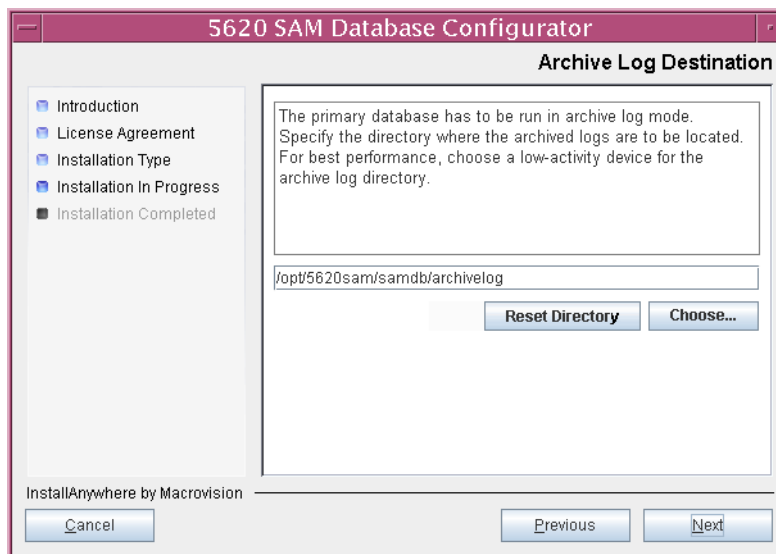 5620 SAM Database Configurator
Archive Log Destination
Introduction
License Agreement
Installation Type
Installation In Progress
Installation Completed
The primary database has to be run in archive log mode.
Specify the directory where the archived logs are to be located.
For best performance, choose a low-activity device for the
archive log directory.
/opt/5620sam/samdb/archivelog
Reset Directory
Choose...
InstallAnywhere by Macrovision
Cancel
Previous
Next